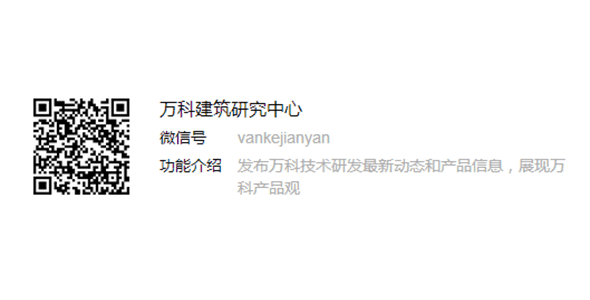 万科建筑研究中心
微信号 vankejianyan
功能介绍 发布万科技术研发最新动态和产品信息，展现万
科产品观